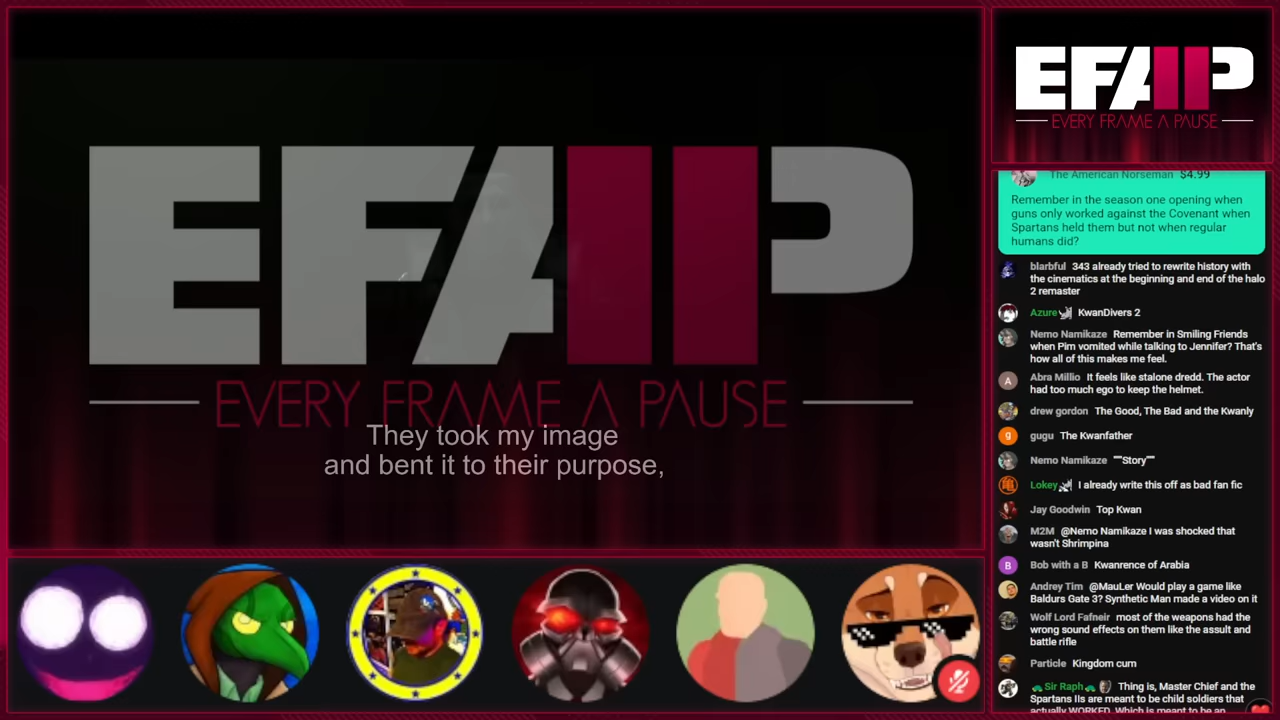 EFAP
EVERY FRAME A PAUSE
They took my image
and bent it to their purpose,
EFAP
EVERY FRAME A PAUSE
The American Norseman $4.99
Remember in the season one opening when
guns only worked against the Covenant when
Spartans held them but not when regular
humans did?
blarbful 343 already tried to rewrite history with
the cinematics at the beginning and end of the halo
2 remaster
Azure KwanDivers 2
Nemo Namikaze Remember in Smiling Friends
when Pim vomited while talking to Jennifer? That's
how all of this makes me feel.
A
Abra Millio It feels like stalone dredd. The actor
had too much ego to keep the helmet.
drew gordon The Good, The Bad and the Kwanly
g
gugu The Kwanfather
Nemo Namikaze """Story"""
Lokey I already write this off as bad fan fic
Jay Goodwin Top Kwan
M2M @Nemo Namikaze I was shocked that
wasn't Shrimpina
B
Bob with a B Kwanrence of Arabia
Andrey Tim @MauLer Would play a game like
Baldurs Gate 3? Synthetic Man made a video on it
Wolf Lord Fafneir most of the weapons had the
wrong sound effects on them like the assult and
battle rifle
Particle Kingdom cum
Sir Raph Thing is, Master Chief and the
Spartans IIs are meant to be child soldiers that
actually WORKED. Which is meant to be an